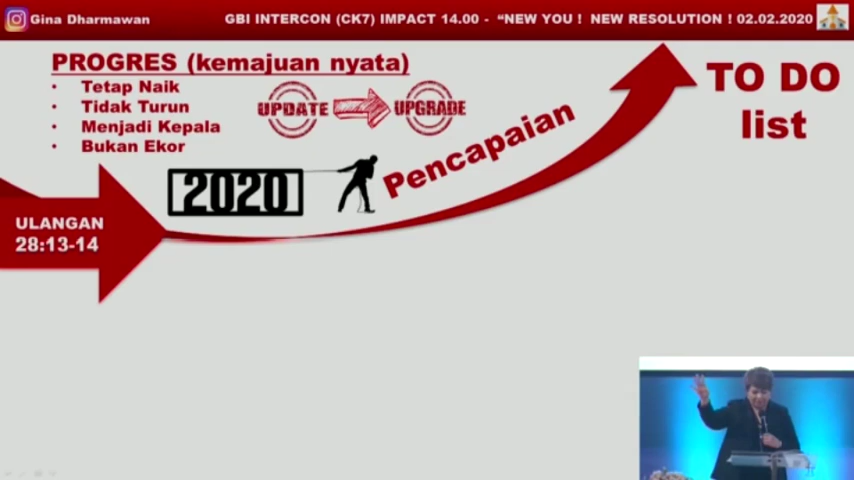 Gina Dharmawan
GBI INTERCON (CK7) IMPACT 14.00 - “NEW YOU ! NEW RESOLUTION ! 02.02.2020
PROGRES (kemajuan nyata)
• Tetap Naik
• Tidak Turun
• Menjadi Kepala
• Bukan Ekor
UPDATE
UPGRADE
TO DO
list
Pencapaian
2020
ULANGAN
28:13-14